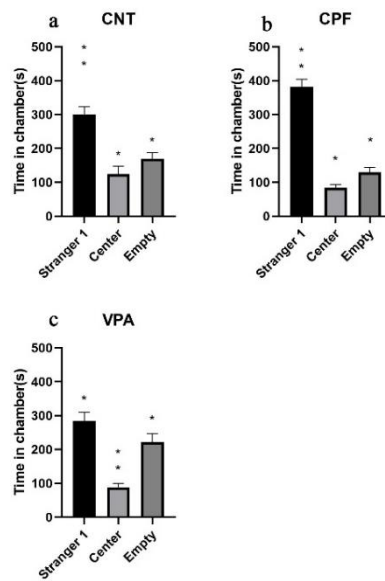 a CNT
Time in chamber(s)
500
400
300
200
100
0
* *
*
*
Stranger 1
Center
Empty
b CPF
Time in chamber(s)
500
400
300
200
100
0
* *
*
*
Stranger 1
Center
Empty
c VPA
Time in chamber(s)
500
400
300
200
100
0
*
* *
*
Stranger 1
Center
Empty